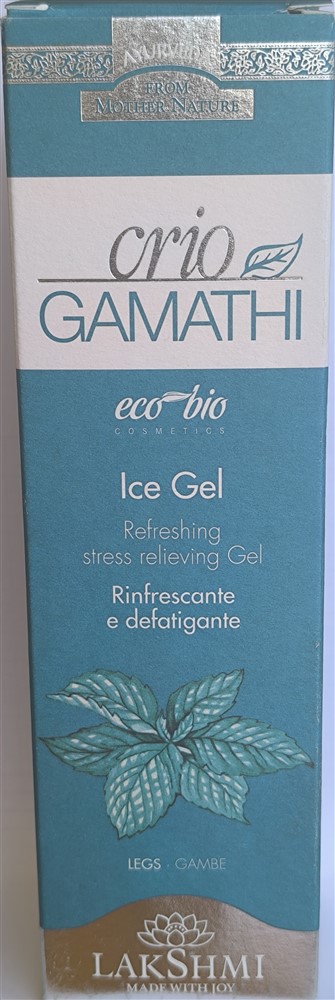 AYURVEDA
FROM
MOTHER NATURE
crio
GAMATHI
eco bio
COSMETICS
Ice Gel
Refreshing
stress relieving Gel
Rinfrescante
e defatigante
LEGS · GAMBE
LAKSHMI
MADE WITH JOY